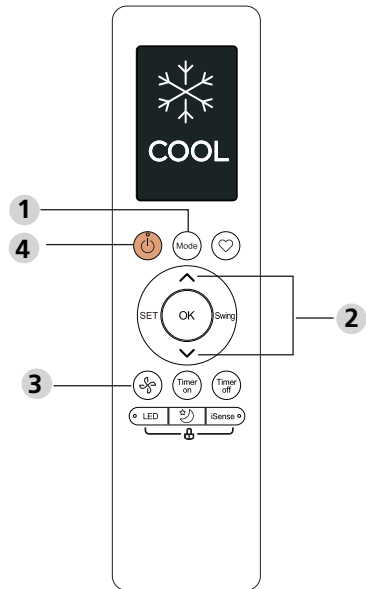 COOL
1
4
Mode
SET
OK
Swing
2
3
Timer
on
Timer
off
LED
iSense